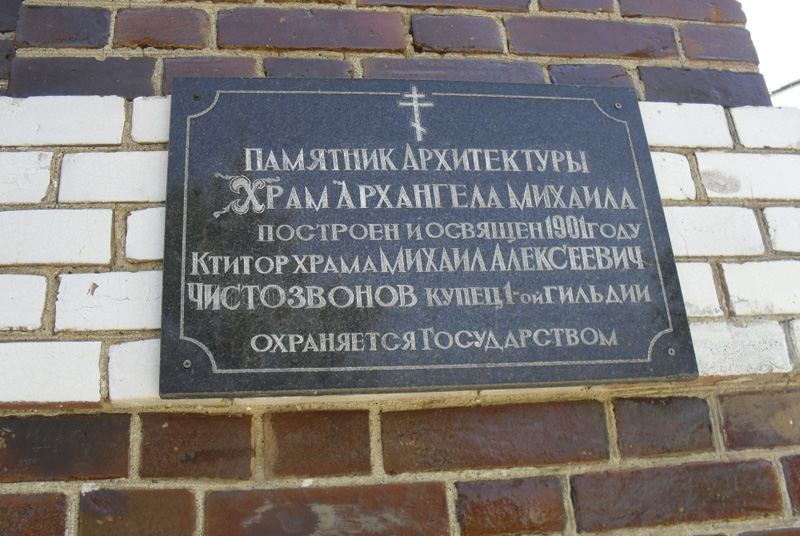 Памятник Архитектуры
Храм Архангела Михаила
построен и освящен 1901 году
Ктитор храма Михаил Алексеевич
Чистозвонов купец 1-ой гильдии
охраняется Государством